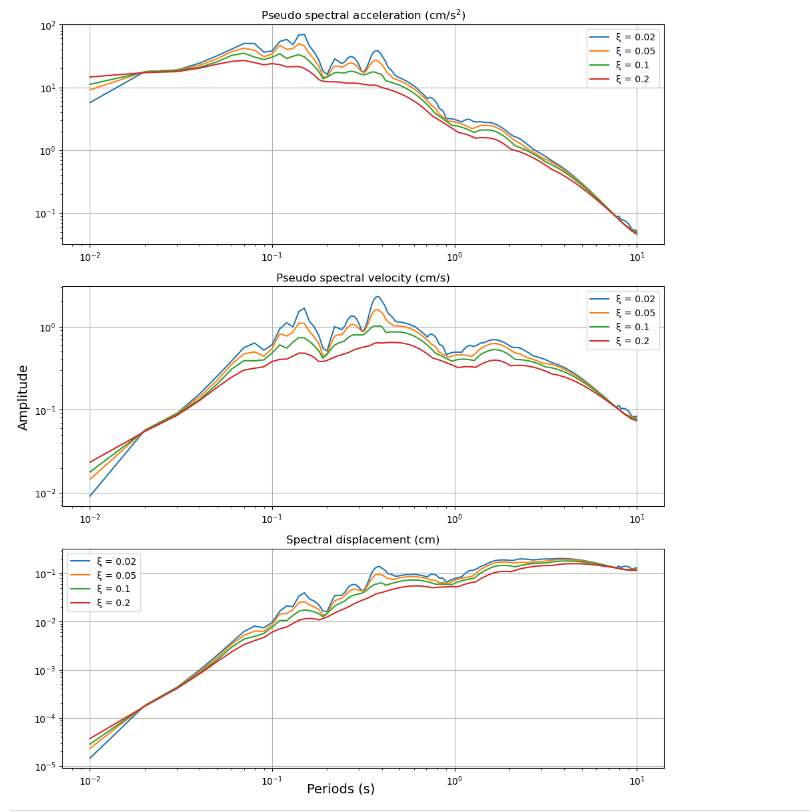 Pseudo spectral acceleration (cm/s²)
10²
10¹
10⁰
10⁻¹
ξ = 0.02
ξ = 0.05
ξ = 0.1
ξ = 0.2
10⁻² 10⁻¹ 10⁰ 10¹
Pseudo spectral velocity (cm/s)
10⁰
10⁻¹
10⁻²
ξ = 0.02
ξ = 0.05
ξ = 0.1
ξ = 0.2
Amplitude
10⁻² 10⁻¹ 10⁰ 10¹
Spectral displacement (cm)
10⁻¹
10⁻²
10⁻³
10⁻⁴
10⁻⁵
ξ = 0.02
ξ = 0.05
ξ = 0.1
ξ = 0.2
10⁻² 10⁻¹ 10⁰ 10¹
Periods (s)